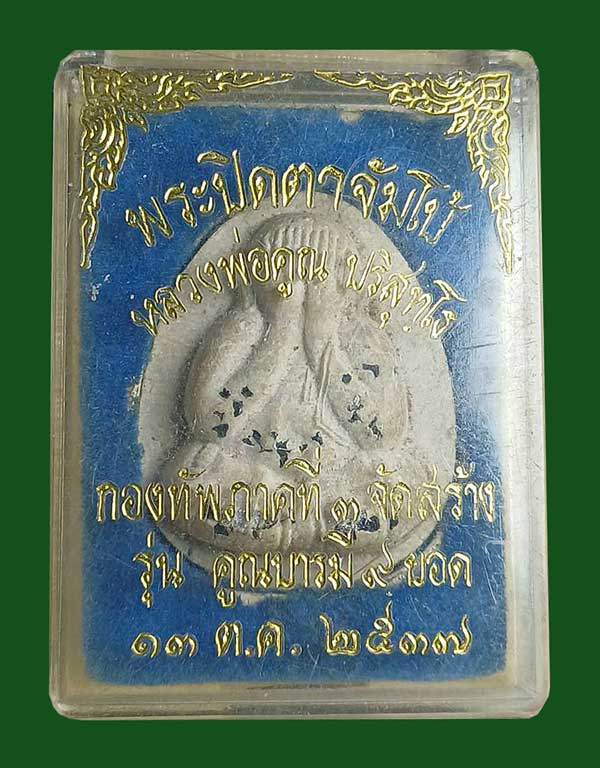 พระปิดตาจัมโบ้
หลวงพ่อคูณ ปริสุทฺโธ
กองทัพภาคที่ ๓ จัดสร้าง
รุ่น คูณบารมี ๙ ยอด
๑๓ ต.ค. ๒๕๓๗